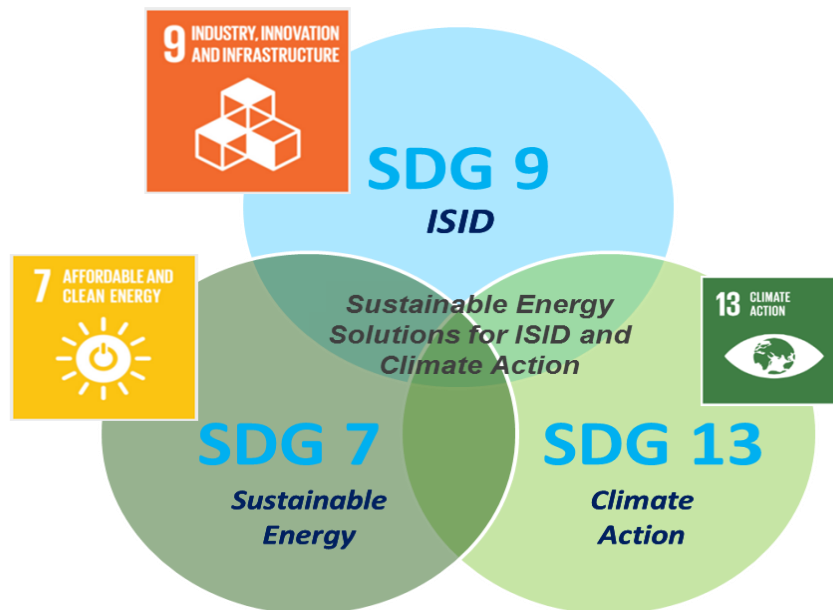 9 INDUSTRY, INNOVATION
AND INFRASTRUCTURE
SDG 9
ISID
7 AFFORDABLE AND
CLEAN ENERGY
Sustainable Energy
Solutions for ISID and
Climate Action
13 CLIMATE
ACTION
SDG 7
Sustainable
Energy
SDG 13
Climate
Action